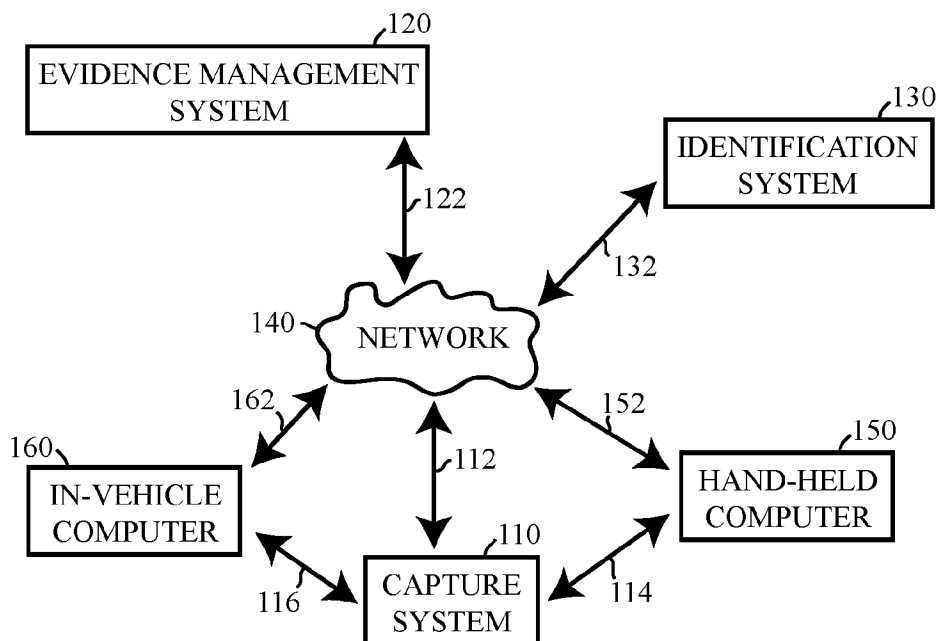 120
EVIDENCE MANAGEMENT
SYSTEM
130
IDENTIFICATION
SYSTEM
122
132
140
NETWORK
162
152
160
150
112
IN-VEHICLE
COMPUTER
HAND-HELD
COMPUTER
110
116
CAPTURE
SYSTEM
114